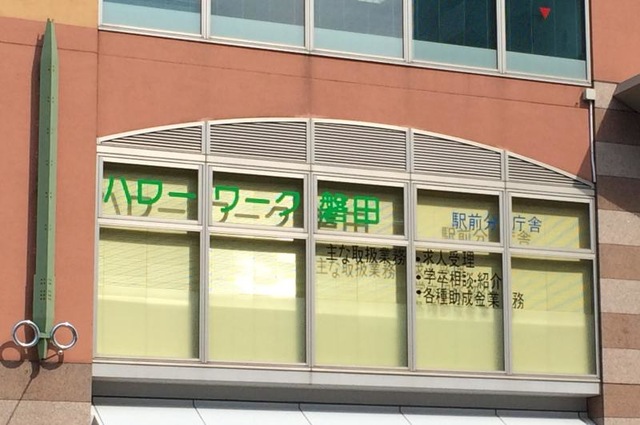 ハローワーク磐田
駅前分庁舎
主な取扱業務
•求人受理
•学卒相談・紹介
•各種助成金業務